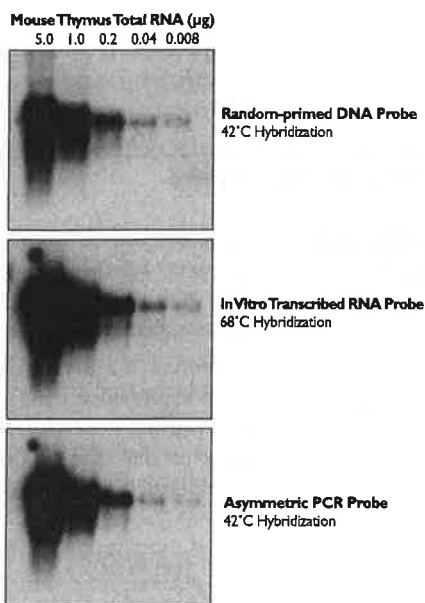 Mouse Thymus Total RNA (µg)
5.0 1.0 0.2 0.04 0.008
Random-primed DNA Probe
42°C Hybridization
In Vitro Transcribed RNA Probe
68°C Hybridization
Asymmetric PCR Probe
42°C Hybridization